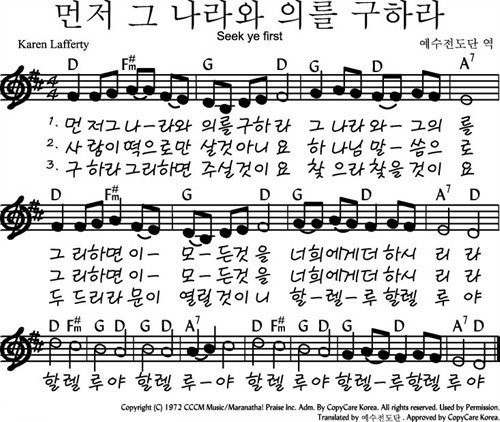 먼저 그 나라와 의를 구하라
Seek ye first
Karen Lafferty 예수전도단 역
D F#m G D G D A7
1. 먼 저그 나-라와 의를 구하 라 그 나라 와- 그의 를
2. 사 랑이 떡으로만 살것 아니 요 하 나님 말- 씀으 로
3. 구 하라 그리하면 주실 것이 요 찾 으라 찾을것이 요
D F#m G D G D A7 D
그 리하면 이- 모-든것 을 너희에게더 하시 리 라
그 리하면 이- 모-든것 을 너희에게더 하시 리 라
두 드리라 문이 열릴것이 니 할-렐-루 할렐 루 야
D F#m G D G D A7 D F#m G D G D A7 D
할렐 루야 할렐 루-야 할렐 루야 할-렐-루할렐 루야
Copyright (C) 1972 CCCM Music/Maranatha! Praise Inc. Adm. By CopyCare Korea. All rights reserved. Used by Permission.
Translated by 예수전도단. Approved by CopyCare Korea.